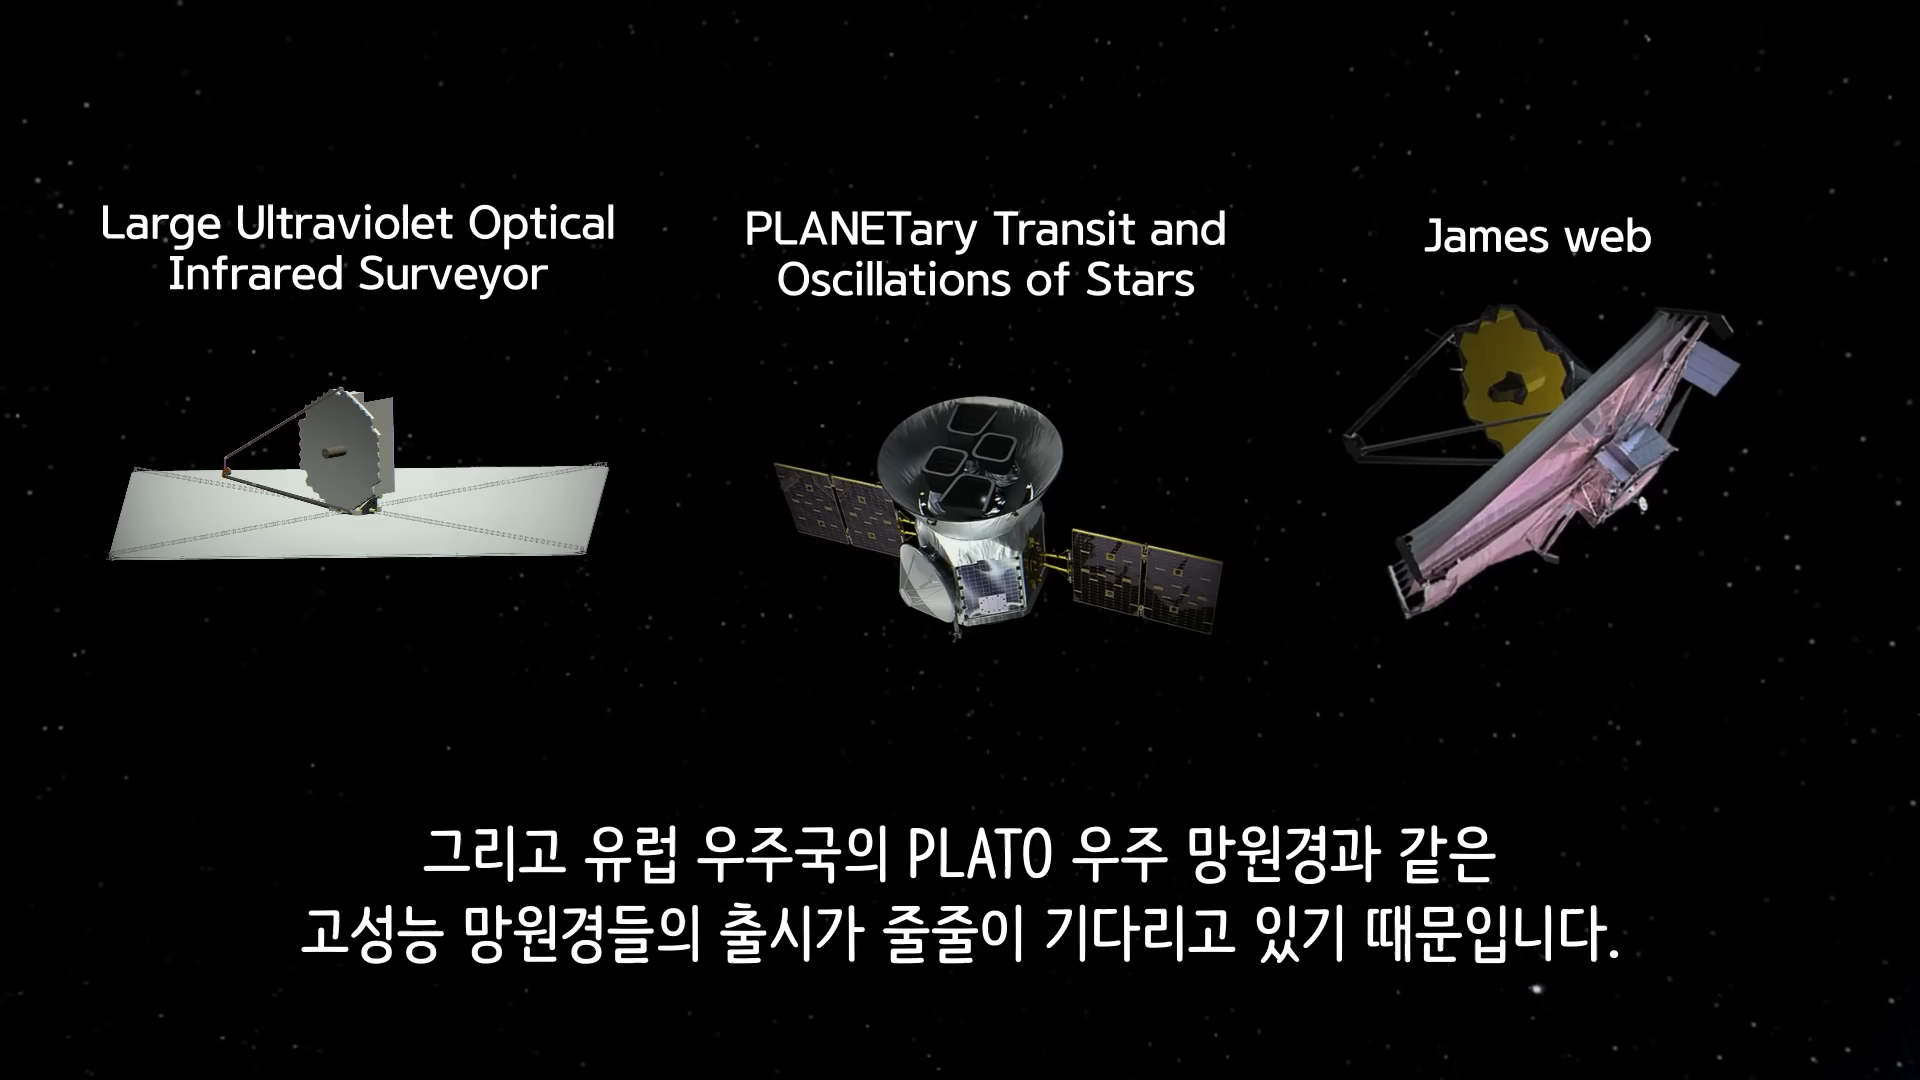 Large Ultraviolet Optical
Infrared Surveyor
PLANETary Transit and
Oscillations of Stars
James web
그리고 유럽 우주국의 PLATO 우주 망원경과 같은
고성능 망원경들의 출시가 줄줄이 기다리고 있기 때문입니다.